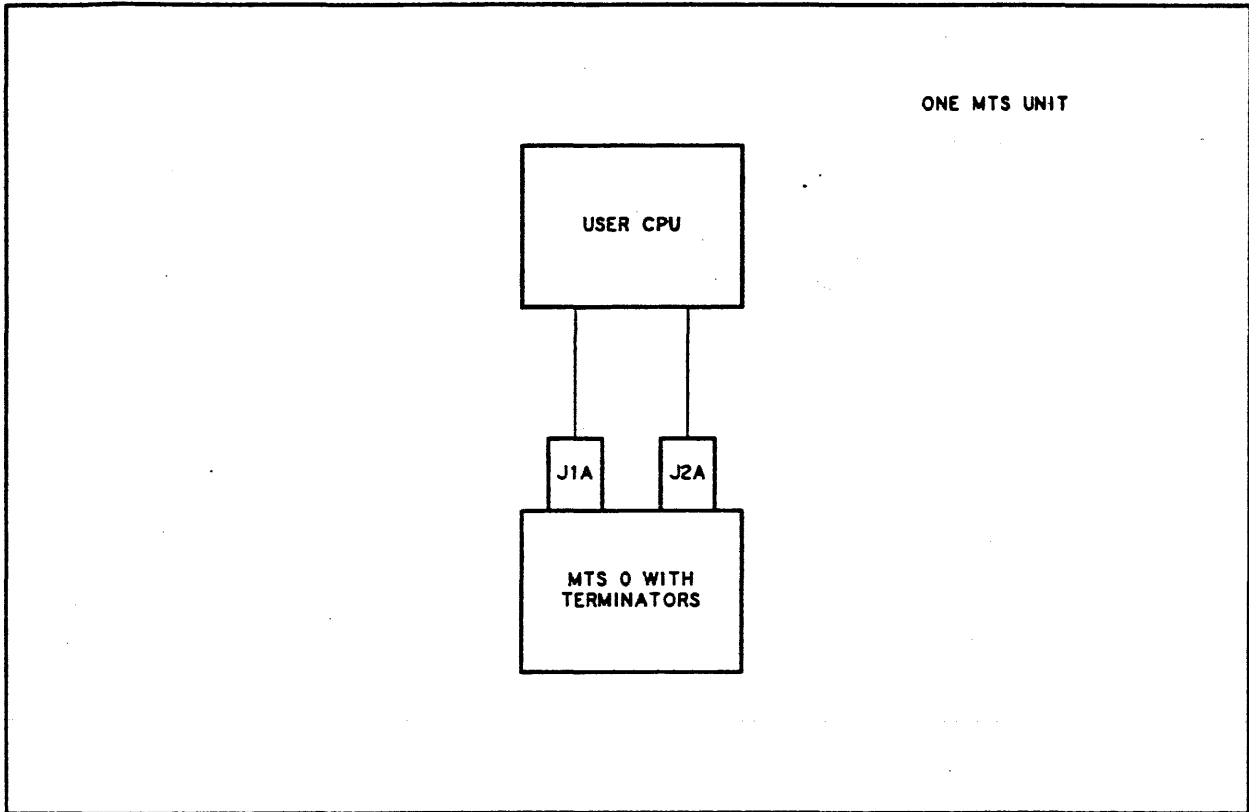 ONE MTS UNIT
USER CPU
J1A
J2A
MTS 0 WITH
TERMINATORS